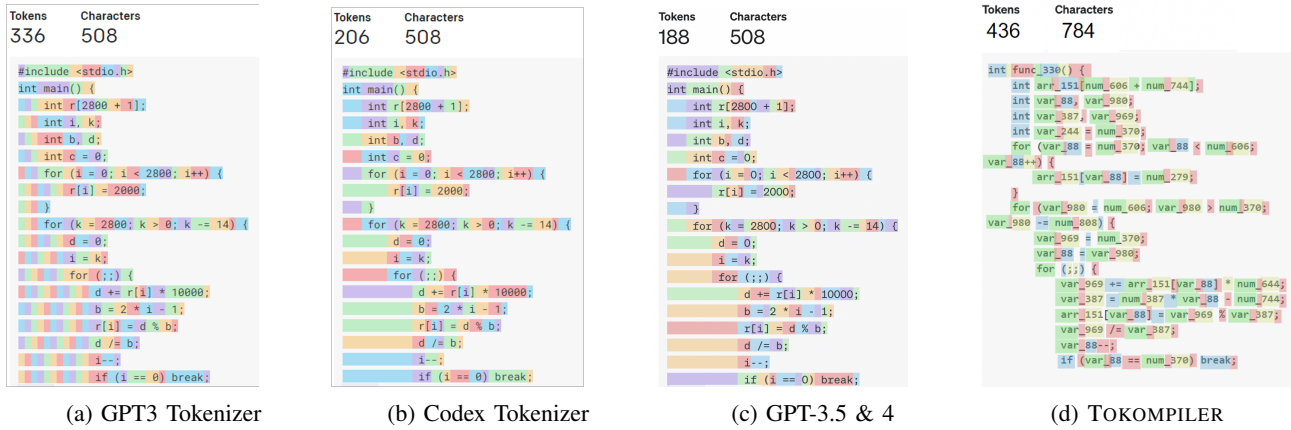 Tokens Characters
336 508
#include <stdio.h>
int main() {
int r[2800 + 1];
int i, k;
int b, d;
int c = 0;
for (i = 0; i < 2800; i++) {
r[i] = 2000;
}
for (k = 2800; k > 0; k -= 14) {
d = 0;
i = k;
for (;;) {
d += r[i] * 10000;
b = 2 * i - 1;
r[i] = d % b;
d /= b;
i--;
if (i == 0) break;
(a) GPT3 Tokenizer
Tokens Characters
206 508
#include <stdio.h>
int main() {
int r[2800 + 1];
int i, k;
int b, d;
int c = 0;
for (i = 0; i < 2800; i++) {
r[i] = 2000;
}
for (k = 2800; k > 0; k -= 14) {
d = 0;
i = k;
for (;;) {
d += r[i] * 10000;
b = 2 * i - 1;
r[i] = d % b;
d /= b;
i--;
if (i == 0) break;
(b) Codex Tokenizer
Tokens Characters
188 508
#include <stdio.h>
int main() {
int r[2800 + 1];
int i, k;
int b, d;
int c = 0;
for (i = 0; i < 2800; i++) {
r[i] = 2000;
}
for (k = 2800; k > 0; k -= 14) {
d = 0;
i = k;
for (;;) {
d += r[i] * 10000;
b = 2 * i - 1;
r[i] = d % b;
d /= b;
i--;
if (i == 0) break;
(c) GPT-3.5 & 4
Tokens Characters
436 784
int func_330() {
int arr_151[num_606 + num_744];
int var_88, var_980;
int var_387, var_969;
int var_244 = num_370;
for (var_88 = num_370; var_88 < num_606;
var_88++) {
arr_151[var_88] = num_279;
}
for (var_980 = num_606; var_980 > num_370;
var_980 -= num_808) {
var_969 = num_370;
var_88 = var_980;
for (;;) {
var_969 += arr_151[var_88] * num_644;
var_387 = num_387 * var_88 - num_744;
arr_151[var_88] = var_969 % var_387;
var_969 /= var_387;
var_88--;
if (var_88 == num_370) break;
(d) TOKOMPILER